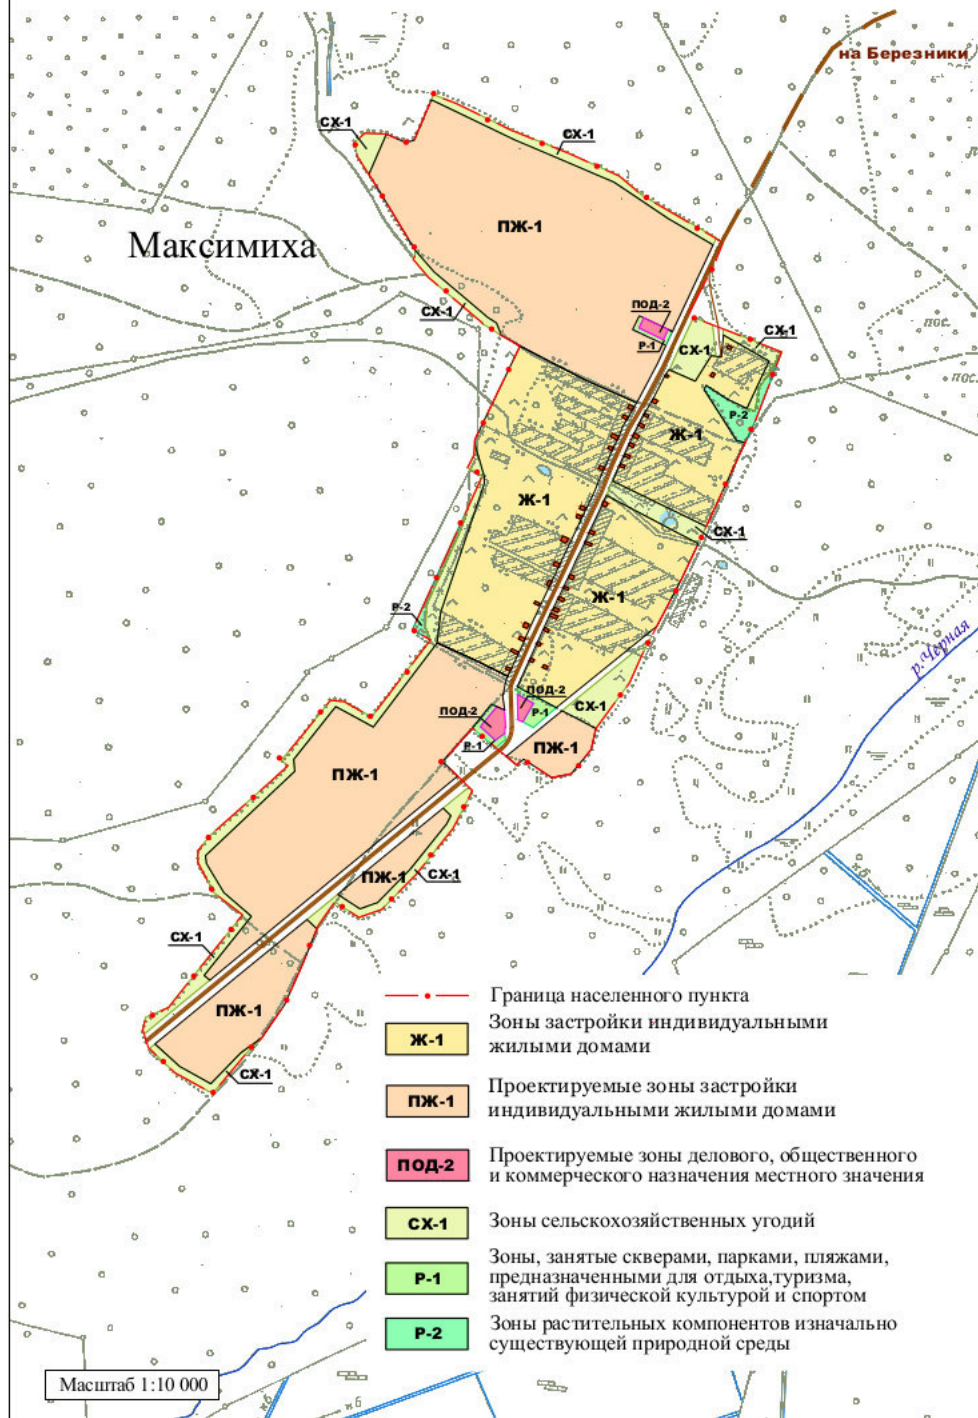 на Березники
СХ-1
СХ-1
ПЖ-1
Максимиха
СХ-1
ПОД-2
Р-1
СХ-1
СХ-1
пос.
пос.
Р-2
Ж-1
Ж-1
СХ-1
Ж-1
Р-2
р.Черная
ПОД-2
ПОД-2
Р-1
СХ-1
Р-1
ПЖ-1
ПЖ-1
ПЖ-1
СХ-1
СХ-1
ПЖ-1
СХ-1
Граница населенного пункта
Ж-1
Зоны застройки индивидуальными
жилыми домами
ПЖ-1
Проектируемые зоны застройки
индивидуальными жилыми домами
ПОД-2
Проектируемые зоны делового, общественного
и коммерческого назначения местного значения
СХ-1
Зоны сельскохозяйственных угодий
Р-1
Зоны, занятые скверами, парками, пляжами,
предназначенными для отдыха,туризма,
занятий физической культурой и спортом
Р-2
Зоны растительных компонентов изначально
существующей природной среды
Масштаб 1:10 000